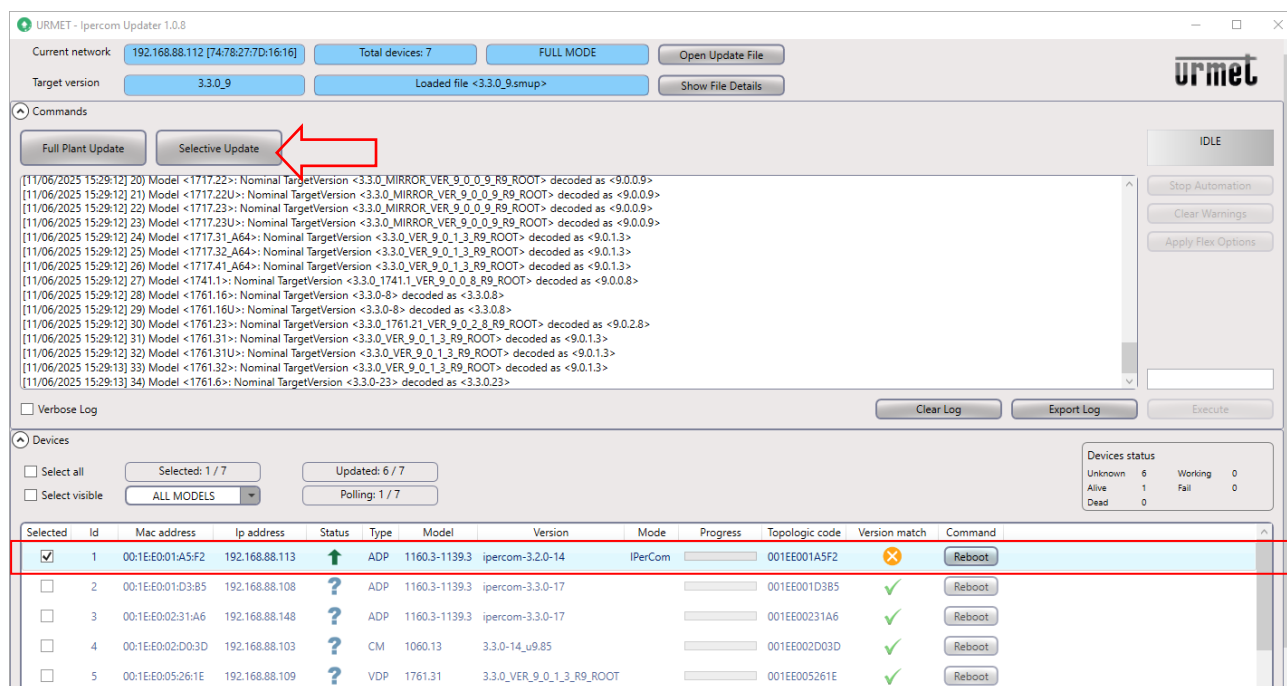 URMET - Ipercom Updater 1.0.8
Current network 192.168.88.112 [74:78:27:7D:16:16] Total devices: 7 FULL MODE Open Update File
urmet
Target version 3.3.0_9 Loaded file <3.3.0_9.smup> Show File Details
Commands
Full Plant Update Selective Update IDLE
[11/06/2025 15:29:12] 20) Model <1717.22>: Nominal TargetVersion <3.3.0_MIRROR_VER_9_0_0_9_R9_ROOT> decoded as <9.0.0.9>
[11/06/2025 15:29:12] 21) Model <1717.22U>: Nominal TargetVersion <3.3.0_MIRROR_VER_9_0_0_9_R9_ROOT> decoded as <9.0.0.9>
[11/06/2025 15:29:12] 22) Model <1717.23>: Nominal TargetVersion <3.3.0_MIRROR_VER_9_0_0_9_R9_ROOT> decoded as <9.0.0.9>
[11/06/2025 15:29:12] 23) Model <1717.23U>: Nominal TargetVersion <3.3.0_MIRROR_VER_9_0_0_9_R9_ROOT> decoded as <9.0.0.9>
[11/06/2025 15:29:12] 24) Model <1717.31_A64>: Nominal TargetVersion <3.3.0_VER_9_0_1_3_R9_ROOT> decoded as <9.0.1.3>
[11/06/2025 15:29:12] 25) Model <1717.32_A64>: Nominal TargetVersion <3.3.0_VER_9_0_1_3_R9_ROOT> decoded as <9.0.1.3>
[11/06/2025 15:29:12] 26) Model <1717.41_A64>: Nominal TargetVersion <3.3.0_VER_9_0_1_3_R9_ROOT> decoded as <9.0.1.3>
[11/06/2025 15:29:12] 27) Model <1741.1>: Nominal TargetVersion <3.3.0_1741.1_VER_9_0_0_8_R9_ROOT> decoded as <9.0.0.8>
[11/06/2025 15:29:12] 28) Model <1761.16>: Nominal TargetVersion <3.3.0-8> decoded as <3.3.0.8>
[11/06/2025 15:29:12] 29) Model <1761.16U>: Nominal TargetVersion <3.3.0-8> decoded as <3.3.0.8>
[11/06/2025 15:29:12] 30) Model <1761.23>: Nominal TargetVersion <3.3.0_1761.21_VER_9_0_2_8_R9_ROOT> decoded as <9.0.2.8>
[11/06/2025 15:29:12] 31) Model <1761.31>: Nominal TargetVersion <3.3.0_VER_9_0_1_3_R9_ROOT> decoded as <9.0.1.3>
[11/06/2025 15:29:12] 32) Model <1761.31U>: Nominal TargetVersion <3.3.0_VER_9_0_1_3_R9_ROOT> decoded as <9.0.1.3>
[11/06/2025 15:29:13] 33) Model <1761.32>: Nominal TargetVersion <3.3.0_VER_9_0_1_3_R9_ROOT> decoded as <9.0.1.3>
[11/06/2025 15:29:13] 34) Model <1761.6>: Nominal TargetVersion <3.3.0-23> decoded as <3.3.0.23>
Stop Automation
Clear Warnings
Apply Flex Options
Verbose Log Clear Log Export Log Execute
Devices
Select all Selected: 1 / 7 Updated: 6 / 7
Select visible ALL MODELS Polling: 1 / 7
Devices status
Unknown 6 Working 0
Alive 1 Fail 0
Dead 0
Selected Id Mac address Ip address Status Type Model Version Mode Progress Topologic code Version match Command
1 00:1E:E0:01:A5:F2 192.168.88.113 ADP 1160.3-1139.3 ipercom-3.2.0-14 IPerCom 001EE001A5F2 Reboot
2 00:1E:E0:01:D3:B5 192.168.88.108 ? ADP 1160.3-1139.3 ipercom-3.3.0-17 001EE001D3B5 Reboot
3 00:1E:E0:02:31:A6 192.168.88.148 ? ADP 1160.3-1139.3 ipercom-3.3.0-17 001EE00231A6 Reboot
4 00:1E:E0:02:D0:3D 192.168.88.103 ? CM 1060.13 3.3.0-14_u9.85 001EE002D03D Reboot
5 00:1E:E0:05:26:1E 192.168.88.109 ? VDP 1761.31 3.3.0_VER_9_0_1_3_R9_ROOT 001EE005261E Reboot